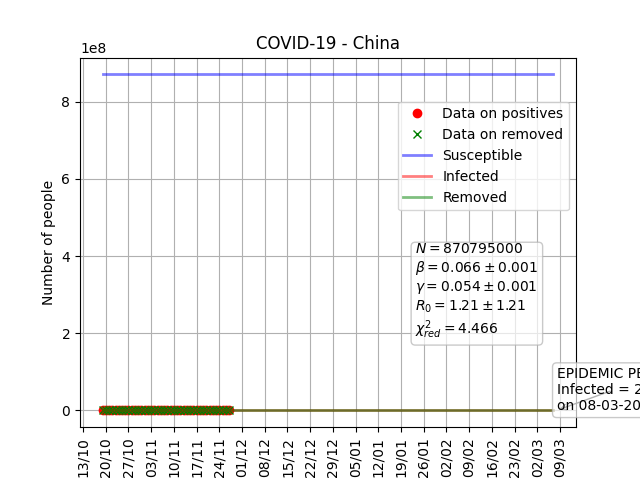 COVID-19 - China
1e8
8
6
4
2
0
Number of people
Data on positives
Data on removed
Susceptible
Infected
Removed
N = 870795000
β = 0.066 ± 0.001
γ = 0.054 ± 0.001
R₀ = 1.21 ± 1.21
χ²red = 4.466
EPIDEMIC PE
Infected = 2
on 08-03-20
13/10
20/10
27/10
03/11
10/11
17/11
24/11
01/12
08/12
15/12
22/12
29/12
05/01
12/01
19/01
26/01
02/02
09/02
16/02
23/02
02/03
09/03